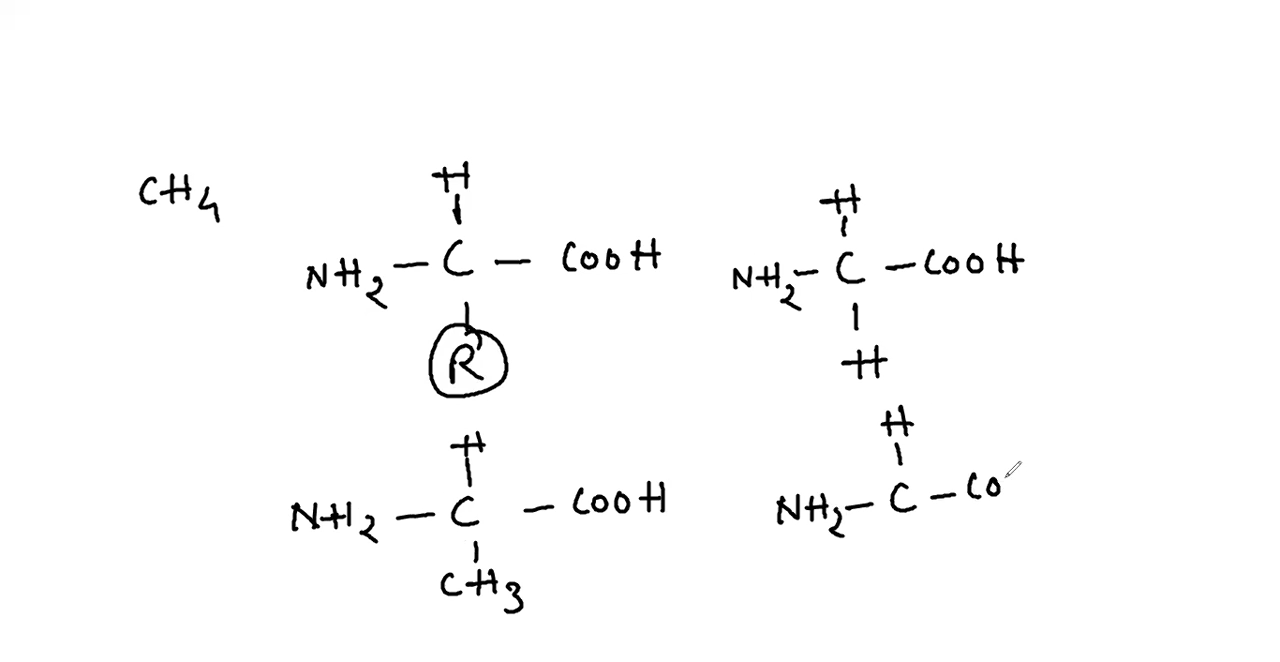 CH4
H
NH2 — C — COOH
R
H
NH2 — C — COOH
H
H
NH2 — C — COOH
CH3
H
NH2 — C — CO